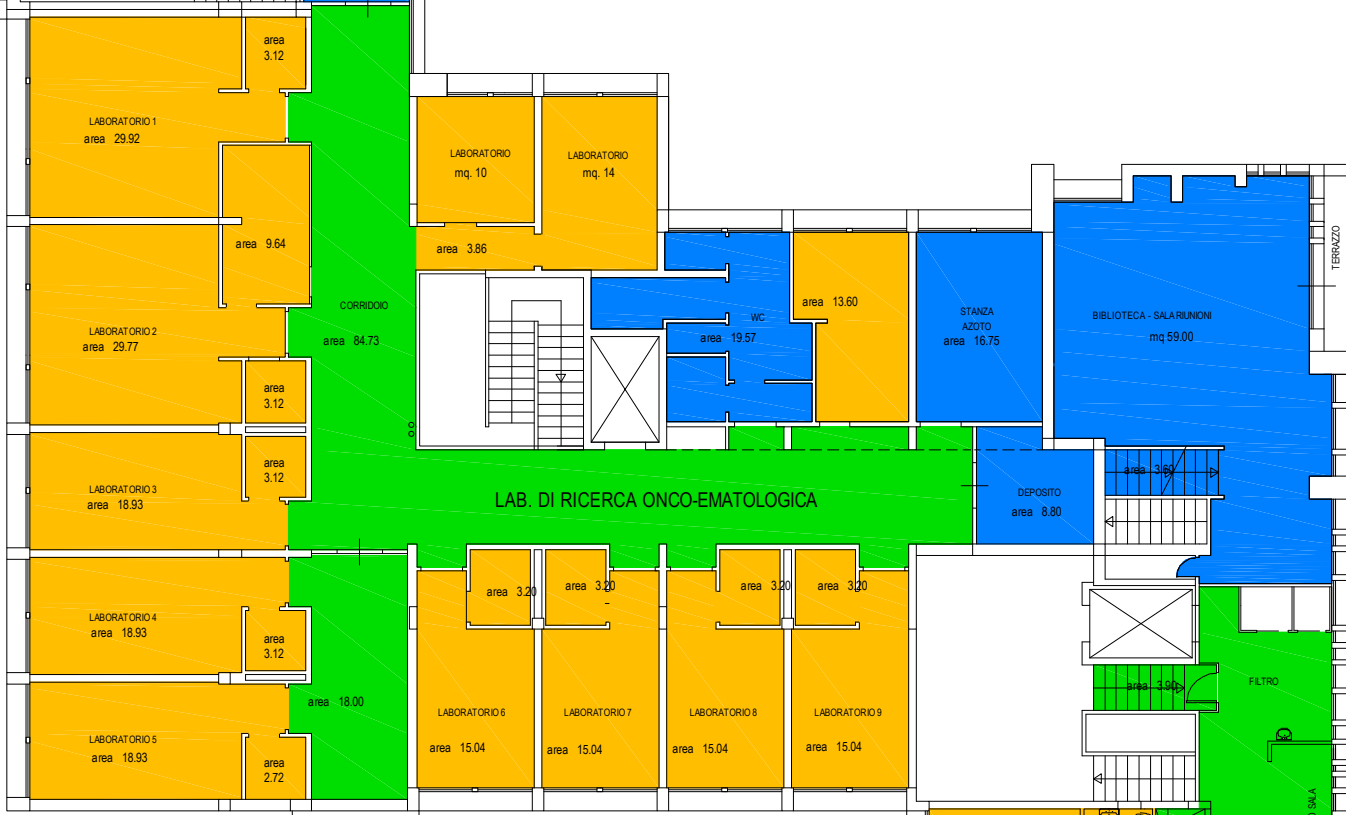 area
3.12
LABORATORIO 1
area 29.92
LABORATORIO
mq. 10
LABORATORIO
mq. 14
area 9.64
area 3.86
TERRAZZO
CORRIDOIO
area 84.73
LABORATORIO 2
area 29.77
area 13.60
WC
area 19.57
STANZA
AZOTO
area 16.75
BIBLIOTECA - SALA RIUNIONI
mq 59.00
area
3.12
area
3.12
LABORATORIO 3
area 18.93
LAB. DI RICERCA ONCO-EMATOLOGICA
DEPOSITO
area 8.80
area 3.60
area 3.20
area 3.20
area 3.20
area 3.20
LABORATORIO 4
area 18.93
area
3.12
area 18.00
area 3.90
FILTRO
LABORATORIO 6
area 15.04
LABORATORIO 7
area 15.04
LABORATORIO 8
area 15.04
LABORATORIO 9
area 15.04
LABORATORIO 5
area 18.93
area
2.72
SALA